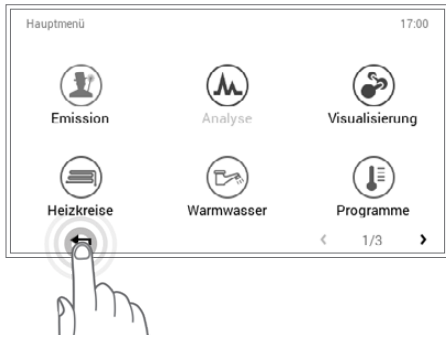 Hauptmenü 17:00
Emission Analyse Visualisierung
Heizkreise Warmwasser Programme
1/3